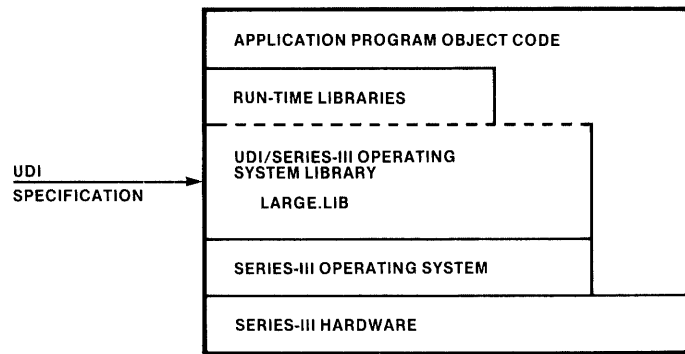 APPLICATION PROGRAM OBJECT CODE
RUN-TIME LIBRARIES
UDI/SERIES-III OPERATING
SYSTEM LIBRARY
LARGE.LIB
UDI
SPECIFICATION
SERIES-III OPERATING SYSTEM
SERIES-III HARDWARE